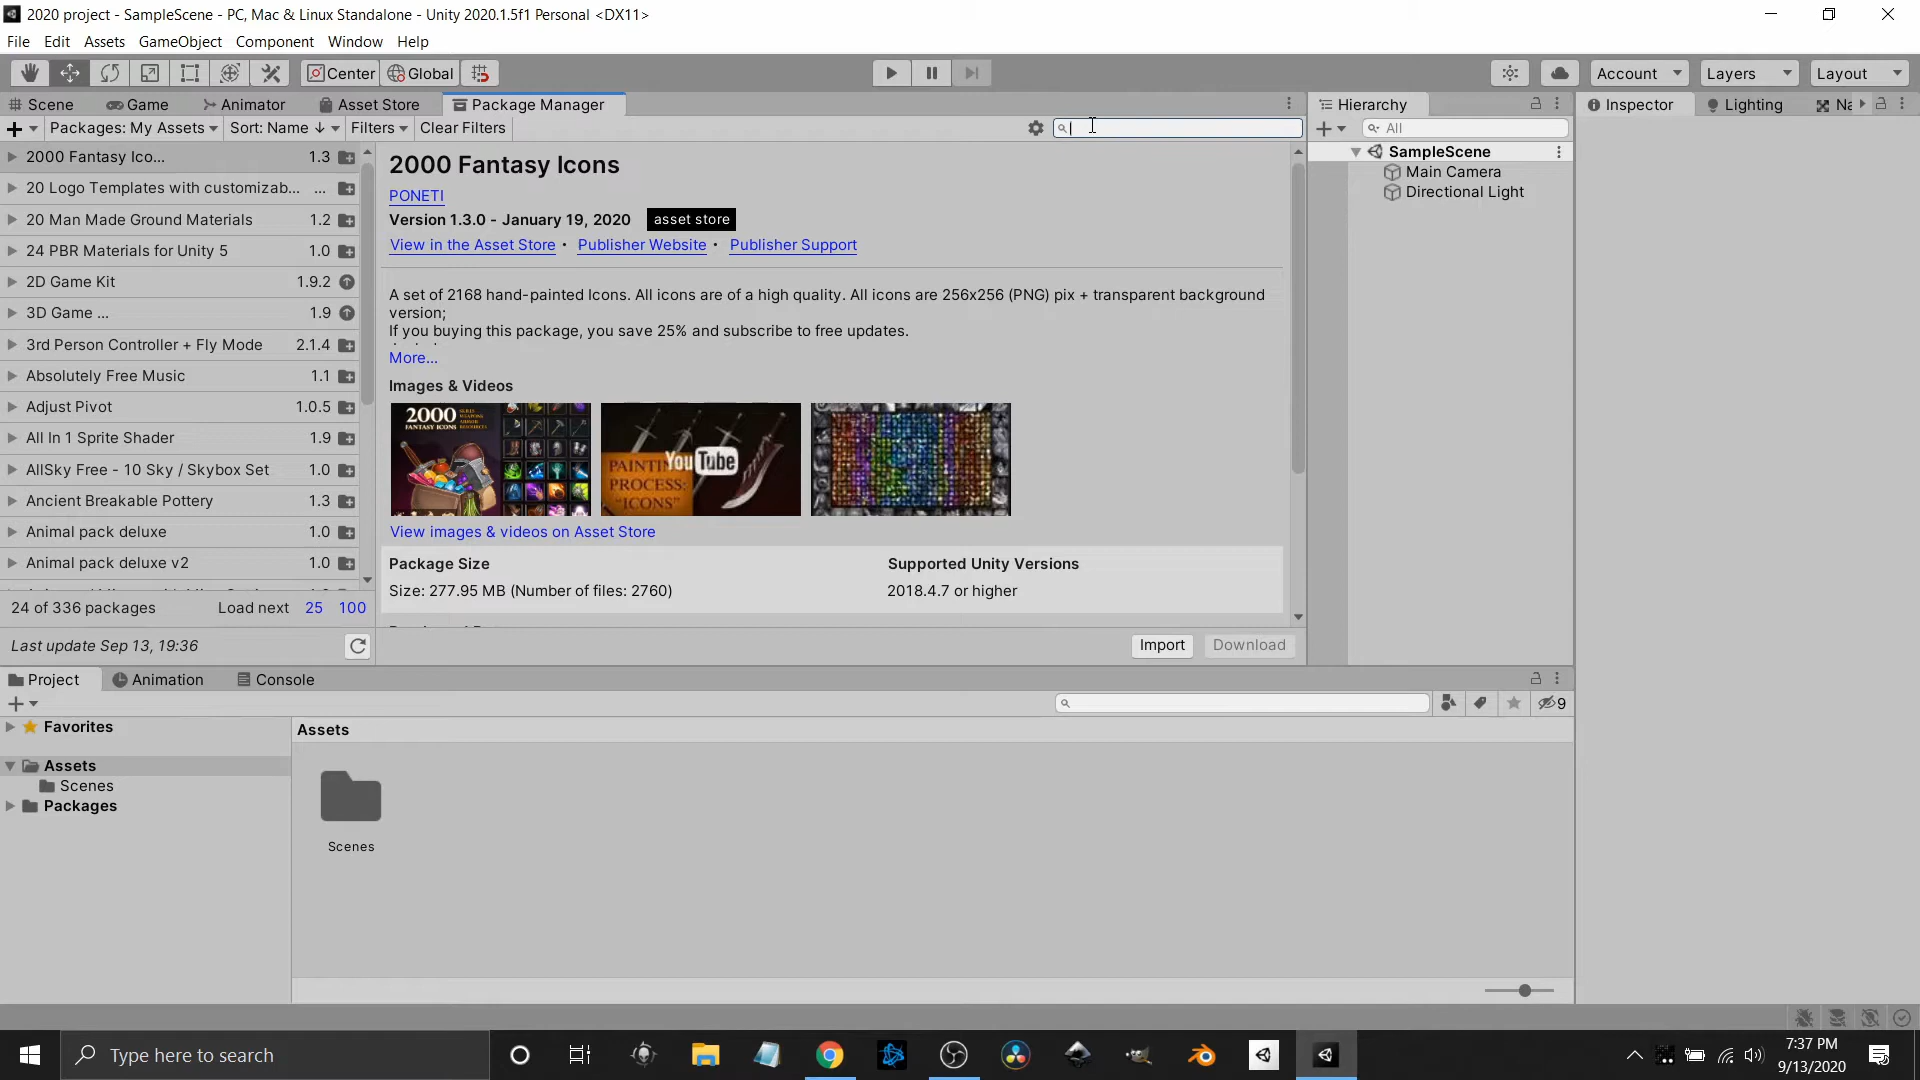 2020 project - SampleScene - PC, Mac & Linux Standalone - Unity 2020.1.5f1 Personal <DX11>
File Edit Assets GameObject Component Window Help
Center Global Account Layers Layout
Scene Game Animator Asset Store Package Manager
Packages: My Assets Sort: Name ↓ Filters Clear Filters
2000 Fantasy Ico... 1.3
20 Logo Templates with customizab... ...
20 Man Made Ground Materials 1.2
24 PBR Materials for Unity 5 1.0
2D Game Kit 1.9.2
3D Game ... 1.9
3rd Person Controller + Fly Mode 2.1.4
Absolutely Free Music 1.1
Adjust Pivot 1.0.5
All In 1 Sprite Shader 1.9
AllSky Free - 10 Sky / Skybox Set 1.0
Ancient Breakable Pottery 1.3
Animal pack deluxe 1.0
Animal pack deluxe v2 1.0
24 of 336 packages Load next 25 100
Last update Sep 13, 19:36
2000 Fantasy Icons
PONETI
Version 1.3.0 - January 19, 2020 asset store
View in the Asset Store • Publisher Website • Publisher Support
A set of 2168 hand-painted Icons. All icons are of a high quality. All icons are 256x256 (PNG) pix + transparent background
version;
If you buying this package, you save 25% and subscribe to free updates.
More...
Images & Videos
2000
FANTASY ICONS
PAINTING
PROCESS:
"ICONS"
YouTube
View images & videos on Asset Store
Package Size
Size: 277.95 MB (Number of files: 2760)
Supported Unity Versions
2018.4.7 or higher
Import Download
Hierarchy
All
SampleScene
Main Camera
Directional Light
Inspector Lighting Na
Project Animation Console
9
Favorites
Assets
Scenes
Packages
Assets
Scenes
Type here to search
7:37 PM
9/13/2020